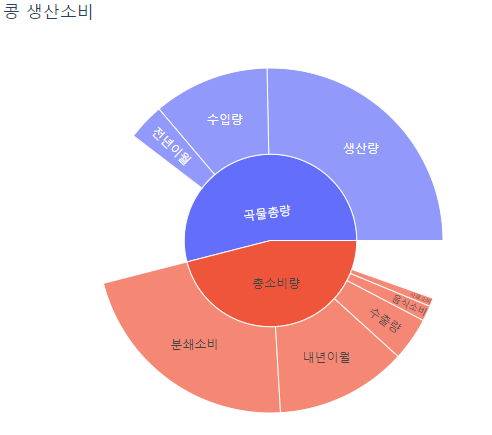 콩 생산소비
수입량
전년이월
생산량
곡물총량
총소비량
음식소비
수출량
분쇄소비
내년이월